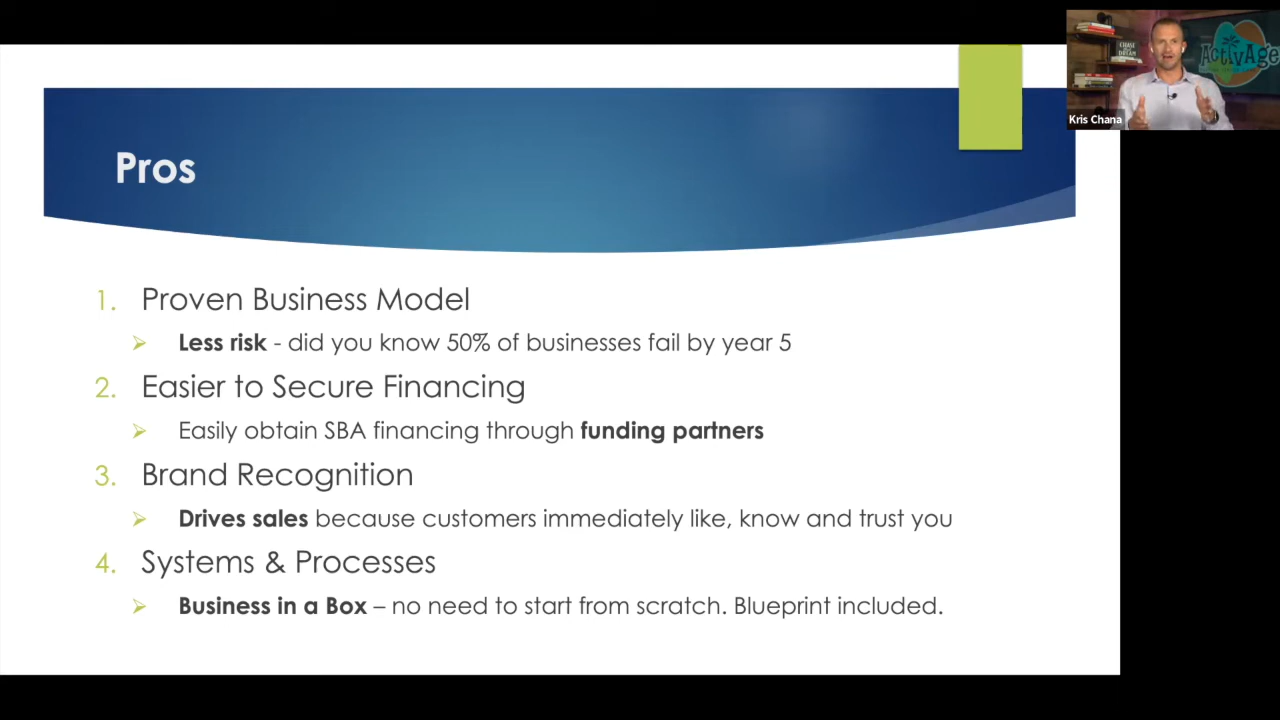 Pros
1. Proven Business Model
Less risk - did you know 50% of businesses fail by year 5
2. Easier to Secure Financing
Easily obtain SBA financing through funding partners
3. Brand Recognition
Drives sales because customers immediately like, know and trust you
4. Systems & Processes
Business in a Box – no need to start from scratch. Blueprint included.
CHASE
DREAM
ActivAge
Kris Chana